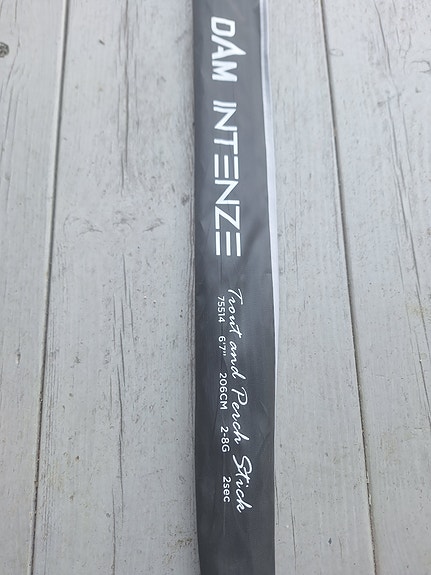 DAM INTENZE
Trout and Perch Stick
75514 6'7" 206CM 2-8G 2sec